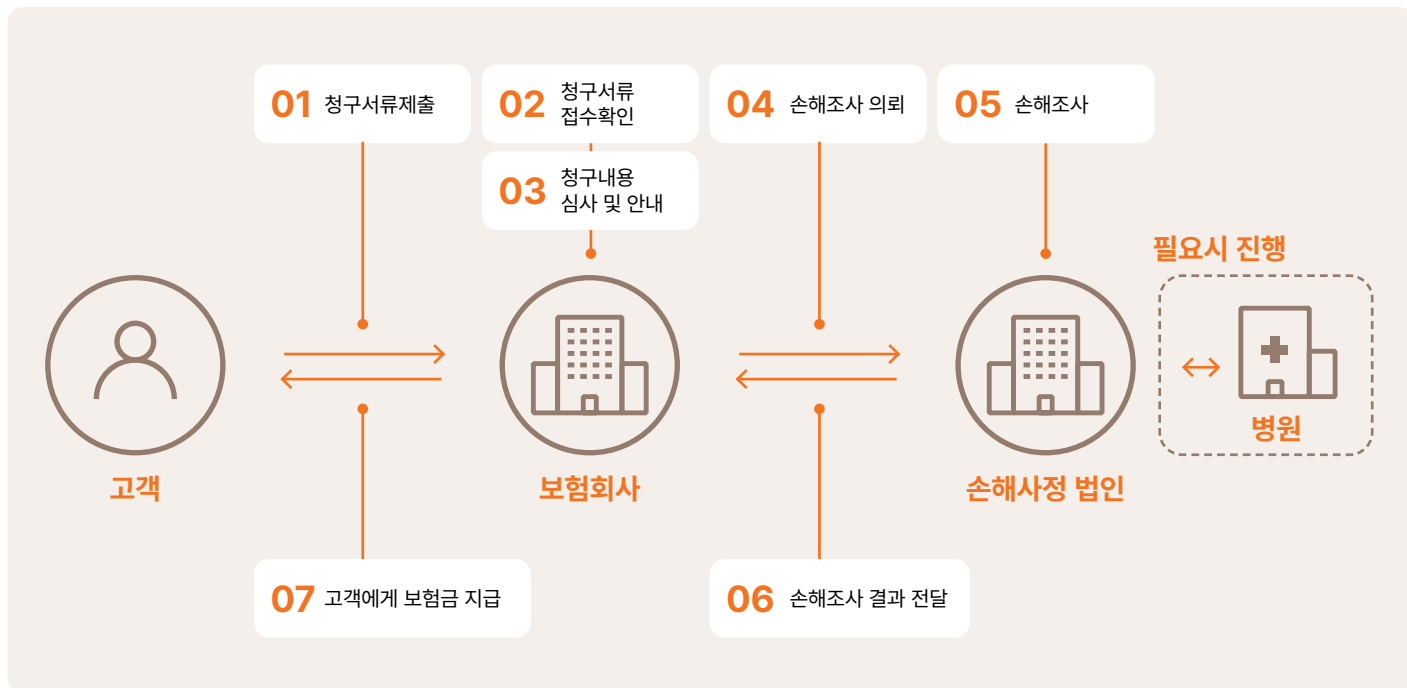 01 청구서류제출
02 청구서류
접수확인
03 청구내용
심사 및 안내
04 손해조사 의뢰
05 손해조사
필요시 진행
병원
고객
보험회사
손해사정 법인
07 고객에게 보험금 지급
06 손해조사 결과 전달